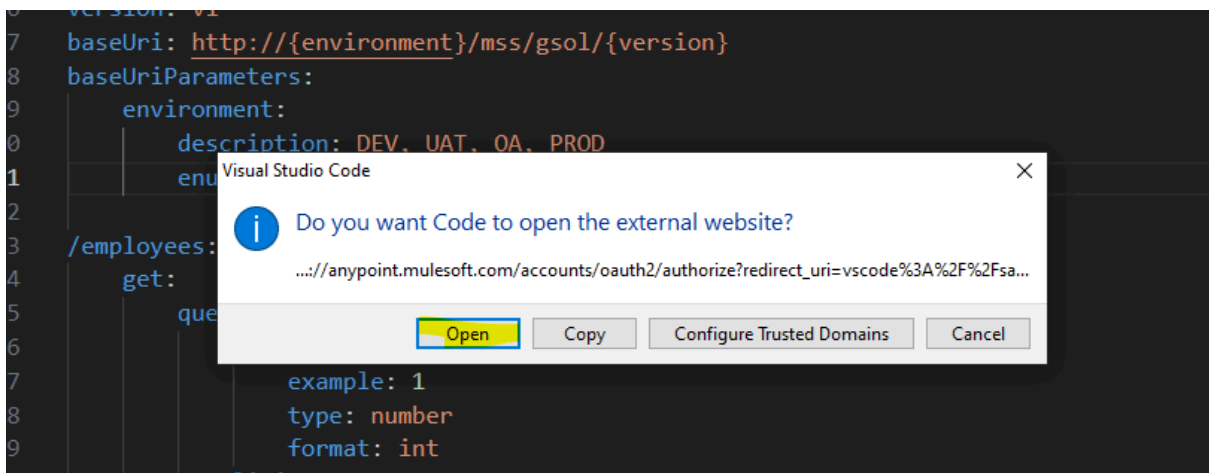 version: v1
7 baseUri: http://{environment}/mss/gsol/{version}
8 baseUriParameters:
9 environment:
0 description: DEV, UAT, QA, PROD
1 enu
Visual Studio Code
Do you want Code to open the external website?
...://anypoint.mulesoft.com/accounts/oauth2/authorize?redirect_uri=vscode%3A%2F%2Fsa...
Open Copy Configure Trusted Domains Cancel
2
3 /employees:
4 get:
5 que
6
7 example: 1
8 type: number
9 format: int